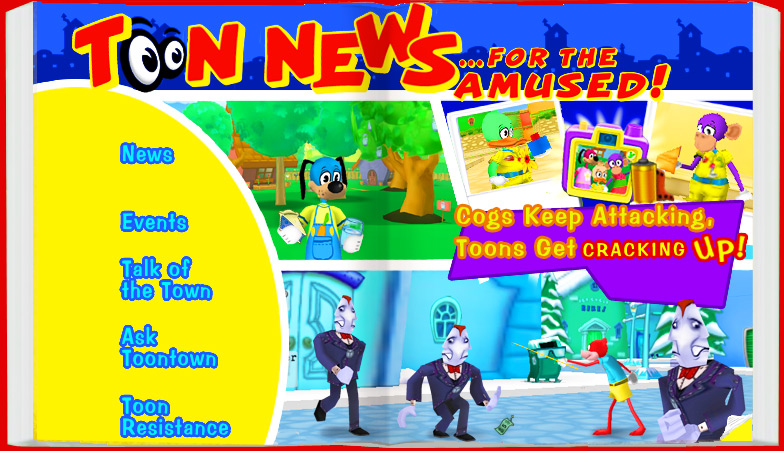 TOON NEWS
...FOR THE
AMUSED!
News
Events
Talk of
the Town
Ask
Toontown
Toon
Resistance
Cogs Keep Attacking,
Toons Get CRACKING Up!